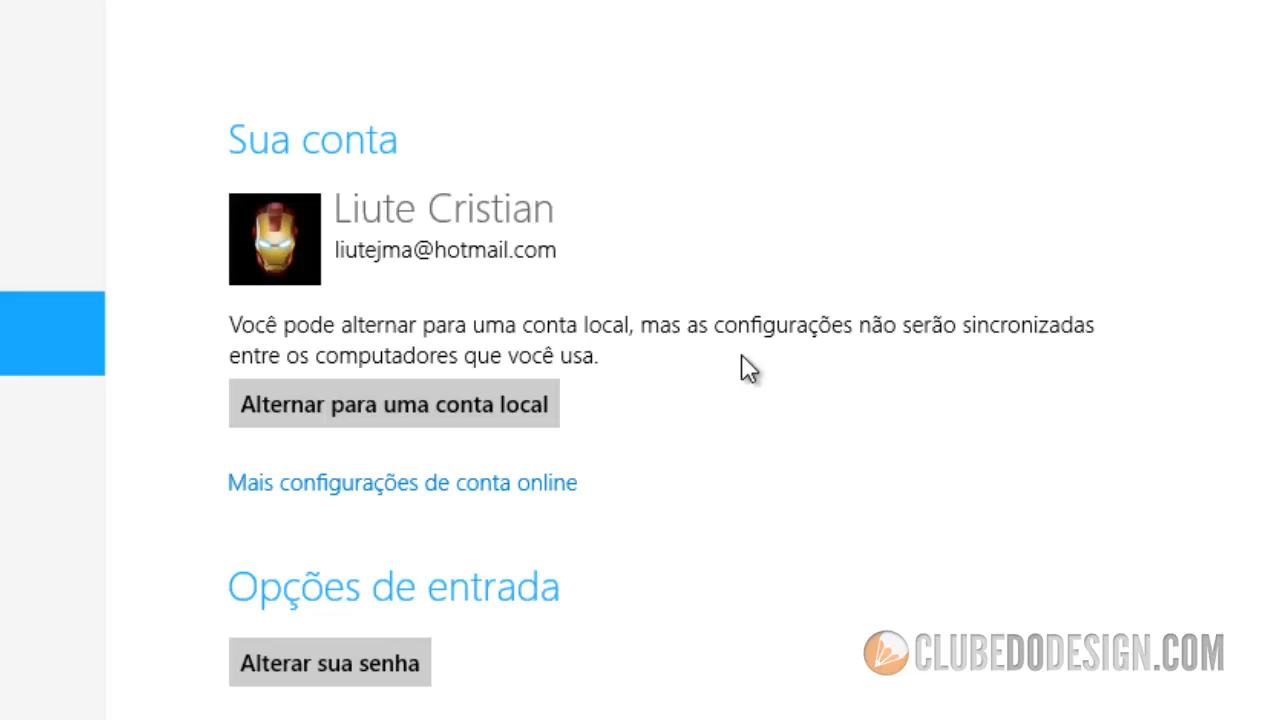 Sua conta
Liute Cristian
liutejma@hotmail.com
Você pode alternar para uma conta local, mas as configurações não serão sincronizadas
entre os computadores que você usa.
Alternar para uma conta local
Mais configurações de conta online
Opções de entrada
Alterar sua senha
CLUBEDODESIGN.COM